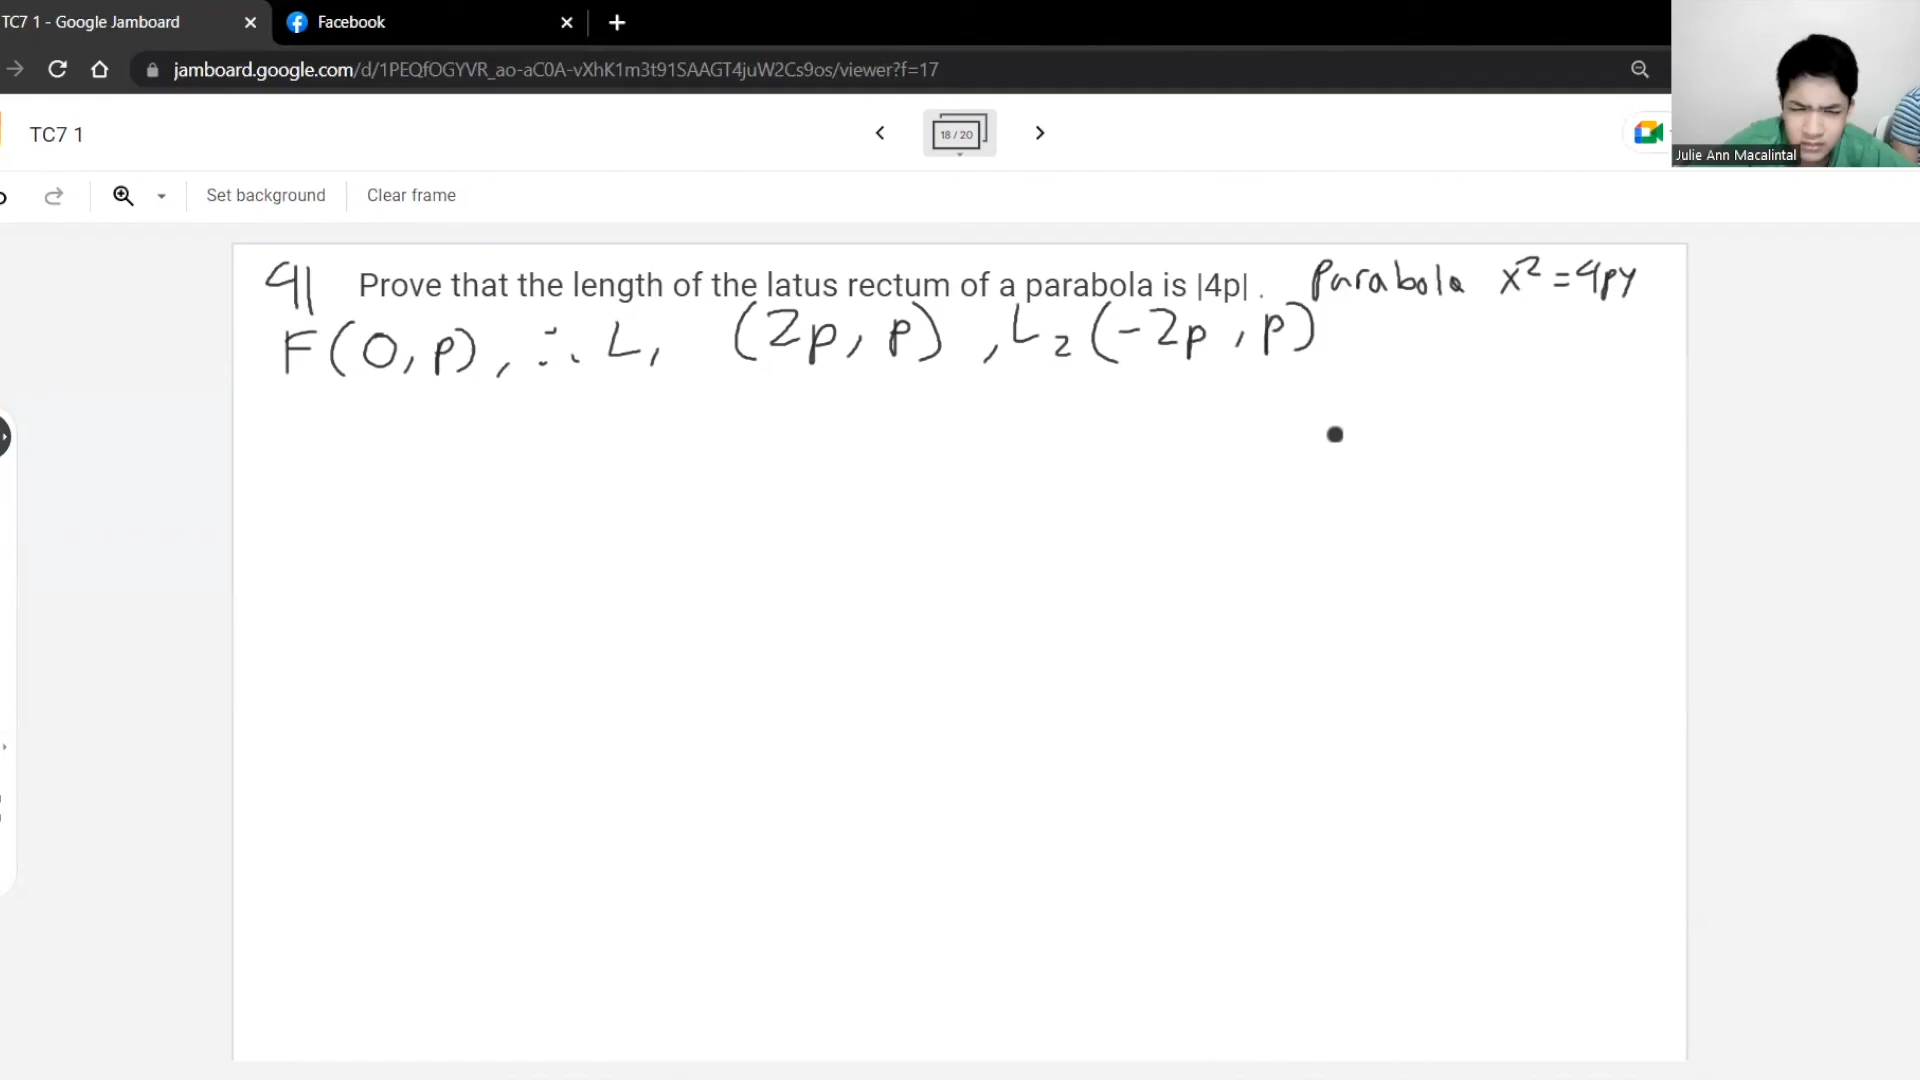 TC7 1 - Google Jamboard
Facebook
jamboard.google.com/d/1PEQfOGYVR_ao-aC0A-vXhK1m3t91SAAGT4juW2Cs9os/viewer?f=17
TC7 1
18 / 20
Julie Ann Macalintal
Set background
Clear frame
41 Prove that the length of the latus rectum of a parabola is |4p| . Parabola x² = 4py
F(0, p), ∴ L₁ (2p, p), L₂(-2p, p)